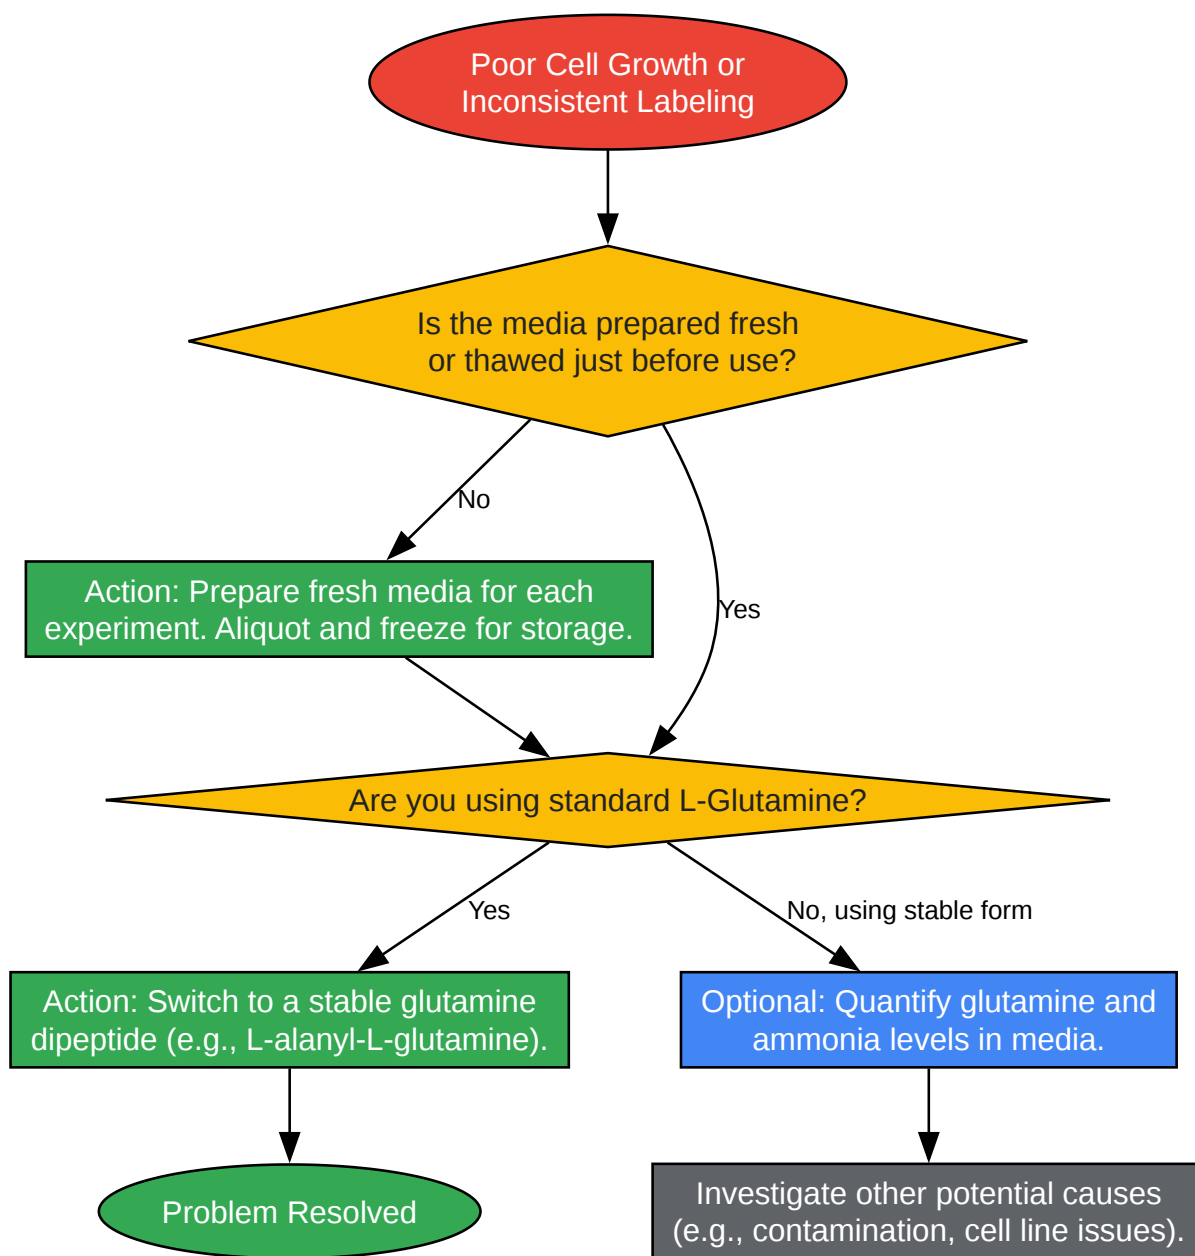 Poor Cell Growth or
Inconsistent Labeling
Is the media prepared fresh
or thawed just before use?
No
Action: Prepare fresh media for each
experiment. Aliquot and freeze for storage.
Yes
Are you using standard L-Glutamine?
Yes
No, using stable form
Action: Switch to a stable glutamine
dipeptide (e.g., L-alanyl-L-glutamine).
Optional: Quantify glutamine and
ammonia levels in media.
Problem Resolved
Investigate other potential causes
(e.g., contamination, cell line issues).